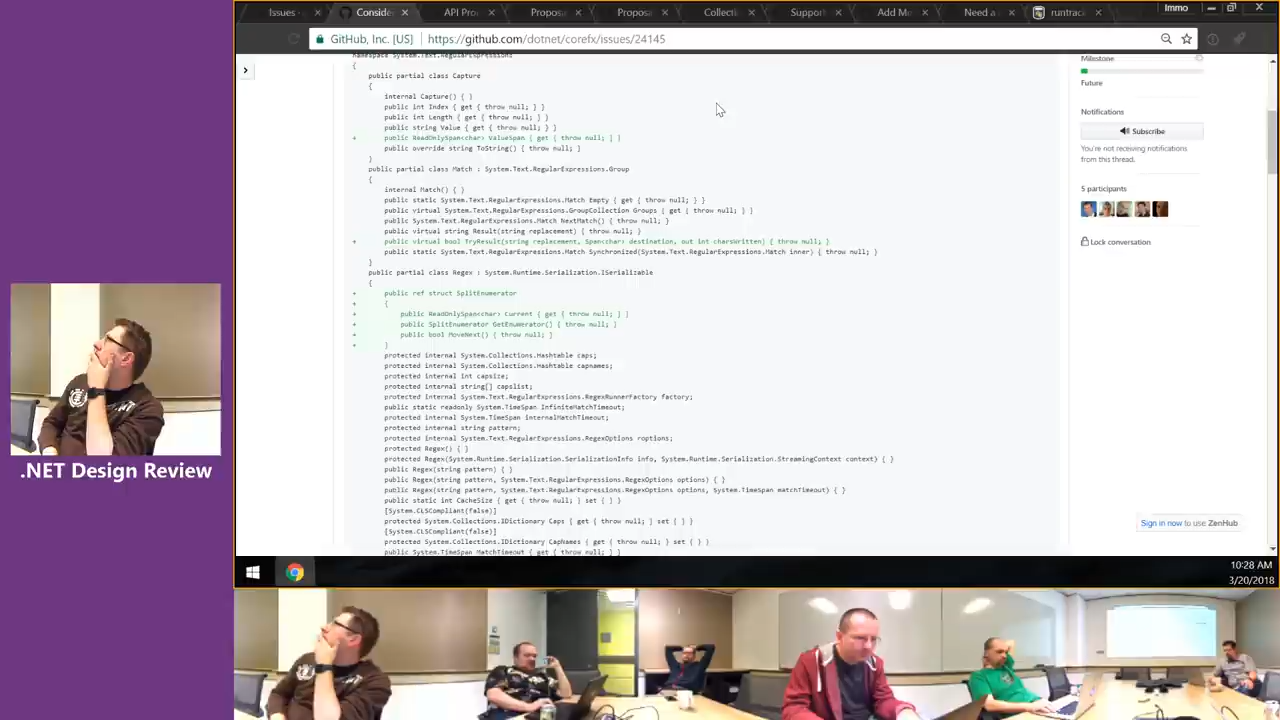 Issues -
Conside
API Pro
Proposa
Proposa
Collecti
Support
Add Me
Need a
runtrack
Immo
GitHub, Inc. [US]
https://github.com/dotnet/corefx/issues/24145
namespace System.Text.RegularExpressions
{
public partial class Capture
{
internal Capture() { }
public int Index { get { throw null; } }
public int Length { get { throw null; } }
public string Value { get { throw null; } }
+ public ReadOnlySpan<char> ValueSpan { get { throw null; } }
public override string ToString() { throw null; }
}
public partial class Match : System.Text.RegularExpressions.Group
{
internal Match() { }
public static System.Text.RegularExpressions.Match Empty { get { throw null; } }
public virtual System.Text.RegularExpressions.GroupCollection Groups { get { throw null; } }
public System.Text.RegularExpressions.Match NextMatch() { throw null; }
public virtual string Result(string replacement) { throw null; }
+ public virtual bool TryResult(string replacement, Span<char> destination, out int charsWritten) { throw null; }
public static System.Text.RegularExpressions.Match Synchronized(System.Text.RegularExpressions.Match inner) { throw null; }
}
public partial class Regex : System.Runtime.Serialization.ISerializable
{
+ public ref struct SplitEnumerator
+ {
+ public ReadOnlySpan<char> Current { get { throw null; } }
+ public SplitEnumerator GetEnumerator() { throw null; }
+ public bool MoveNext() { throw null; }
+ }
protected internal System.Collections.Hashtable caps;
protected internal System.Collections.Hashtable capnames;
protected internal int capsize;
protected internal string[] capslist;
protected internal System.Text.RegularExpressions.RegexRunnerFactory factory;
public static readonly System.TimeSpan InfiniteMatchTimeout;
protected internal System.TimeSpan internalMatchTimeout;
protected internal string pattern;
protected internal System.Text.RegularExpressions.RegexOptions roptions;
protected Regex() { }
protected Regex(System.Runtime.Serialization.SerializationInfo info, System.Runtime.Serialization.StreamingContext context) { }
public Regex(string pattern) { }
public Regex(string pattern, System.Text.RegularExpressions.RegexOptions options) { }
public Regex(string pattern, System.Text.RegularExpressions.RegexOptions options, System.TimeSpan matchTimeout) { }
public static int CacheSize { get { throw null; } set { } }
[System.CLSCompliant(false)]
protected System.Collections.IDictionary Caps { get { throw null; } set { } }
[System.CLSCompliant(false)]
protected System.Collections.IDictionary CapNames { get { throw null; } set { } }
public System.TimeSpan MatchTimeout { get { throw null; } }
Milestone
Future
Notifications
Subscribe
You're not receiving notifications
from this thread.
5 participants
Lock conversation
Sign in now to use ZenHub
.NET Design Review
10:28 AM
3/20/2018